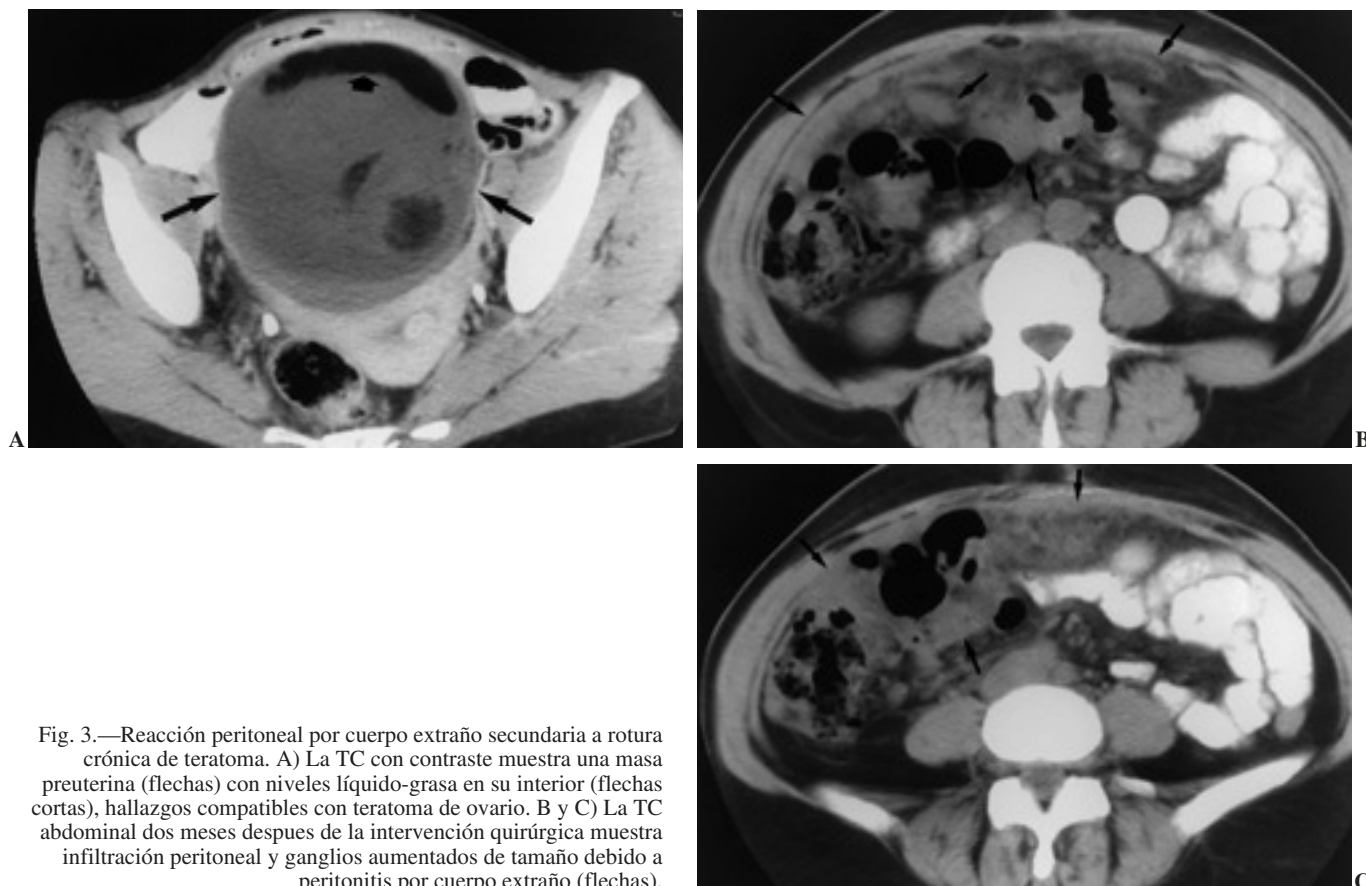 A
B
C
Fig. 3.—Reacción peritoneal por cuerpo extraño secundaria a rotura
crónica de teratoma. A) La TC con contraste muestra una masa
preuterina (flechas) con niveles líquido-grasa en su interior (flechas
cortas), hallazgos compatibles con teratoma de ovario. B y C) La TC
abdominal dos meses despues de la intervención quirúrgica muestra
infiltración peritoneal y ganglios aumentados de tamaño debido a
peritonitis por cuerpo extraño (flechas).